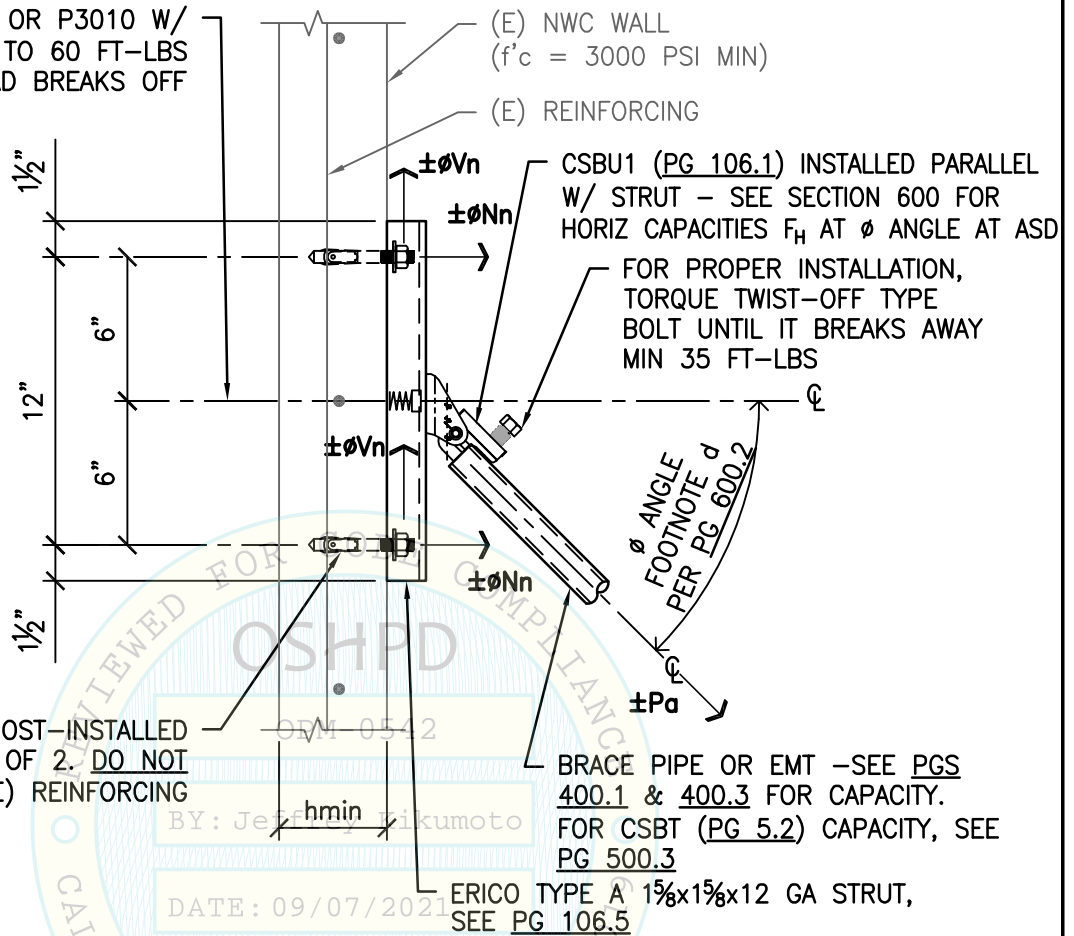 OR P3010 W/
TO 60 FT-LBS
BREAKS OFF
(E) NWC WALL
(f'c = 3000 PSI MIN)
(E) REINFORCING
CSBU1 (PG 106.1) INSTALLED PARALLEL
W/ STRUT - SEE SECTION 600 FOR
HORIZ CAPACITIES FH AT ø ANGLE AT ASD
FOR PROPER INSTALLATION,
TORQUE TWIST-OFF TYPE
BOLT UNTIL IT BREAKS AWAY
MIN 35 FT-LBS
±øVn
±øNn
1½"
6"
12"
6"
1½"
℄
±øVn
±øNn
ø ANGLE
FOOTNOTE d
PER PG 600.2
℄
±Pa
OST-INSTALLED
OF 2. DO NOT
REINFORCING
hmin
BRACE PIPE OR EMT -SEE PGS
400.1 & 400.3 FOR CAPACITY.
FOR CSBT (PG 5.2) CAPACITY, SEE
PG 500.3
ERICO TYPE A 1⅝x1⅝x12 GA STRUT,
SEE PG 106.5
REVIEWED FOR CODE COMPLIANCE
OSHPD
OPM-0542
BY: Jeffrey Kikumoto
DATE: 09/07/2021
CAL